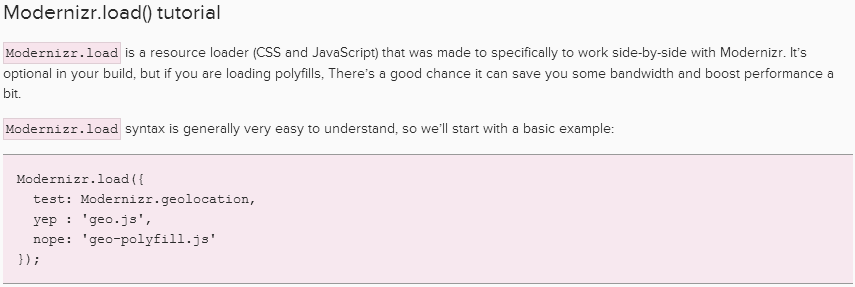 Modernizr.load() tutorial
Modernizr.load is a resource loader (CSS and JavaScript) that was made to specifically to work side-by-side with Modernizr. It's
optional in your build, but if you are loading polyfills, There's a good chance it can save you some bandwidth and boost performance a
bit.
Modernizr.load syntax is generally very easy to understand, so we'll start with a basic example:
Modernizr.load({
  test: Modernizr.geolocation,
  yep : 'geo.js',
  nope: 'geo-polyfill.js'
});